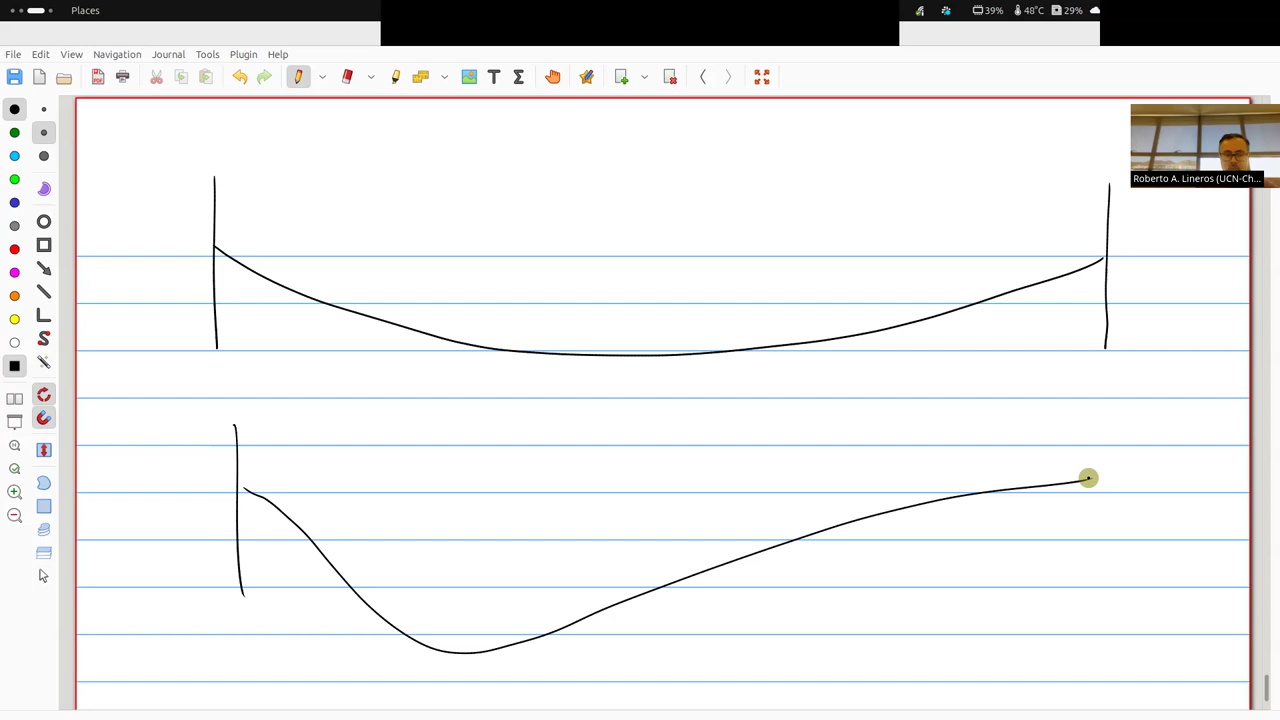 Places
39% 48°C 29%
File Edit View Navigation Journal Tools Plugin Help
Roberto A. Lineros (UCN-Ch...